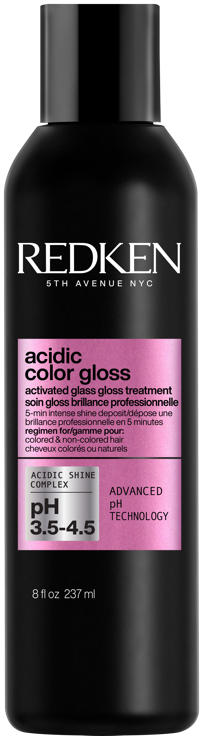 REDKEN
5TH AVENUE NYC
acidic
color gloss
activated glass gloss treatment
soin gloss brillance professionnelle
5-min intense shine deposit/dépose une
brillance professionnelle en 5 minutes
regimen for/gamme pour:
colored & non-colored hair
cheveux colorés ou naturels
ACIDIC SHINE
COMPLEX
pH
3.5-4.5
ADVANCED
pH
TECHNOLOGY
8 fl oz 237 ml